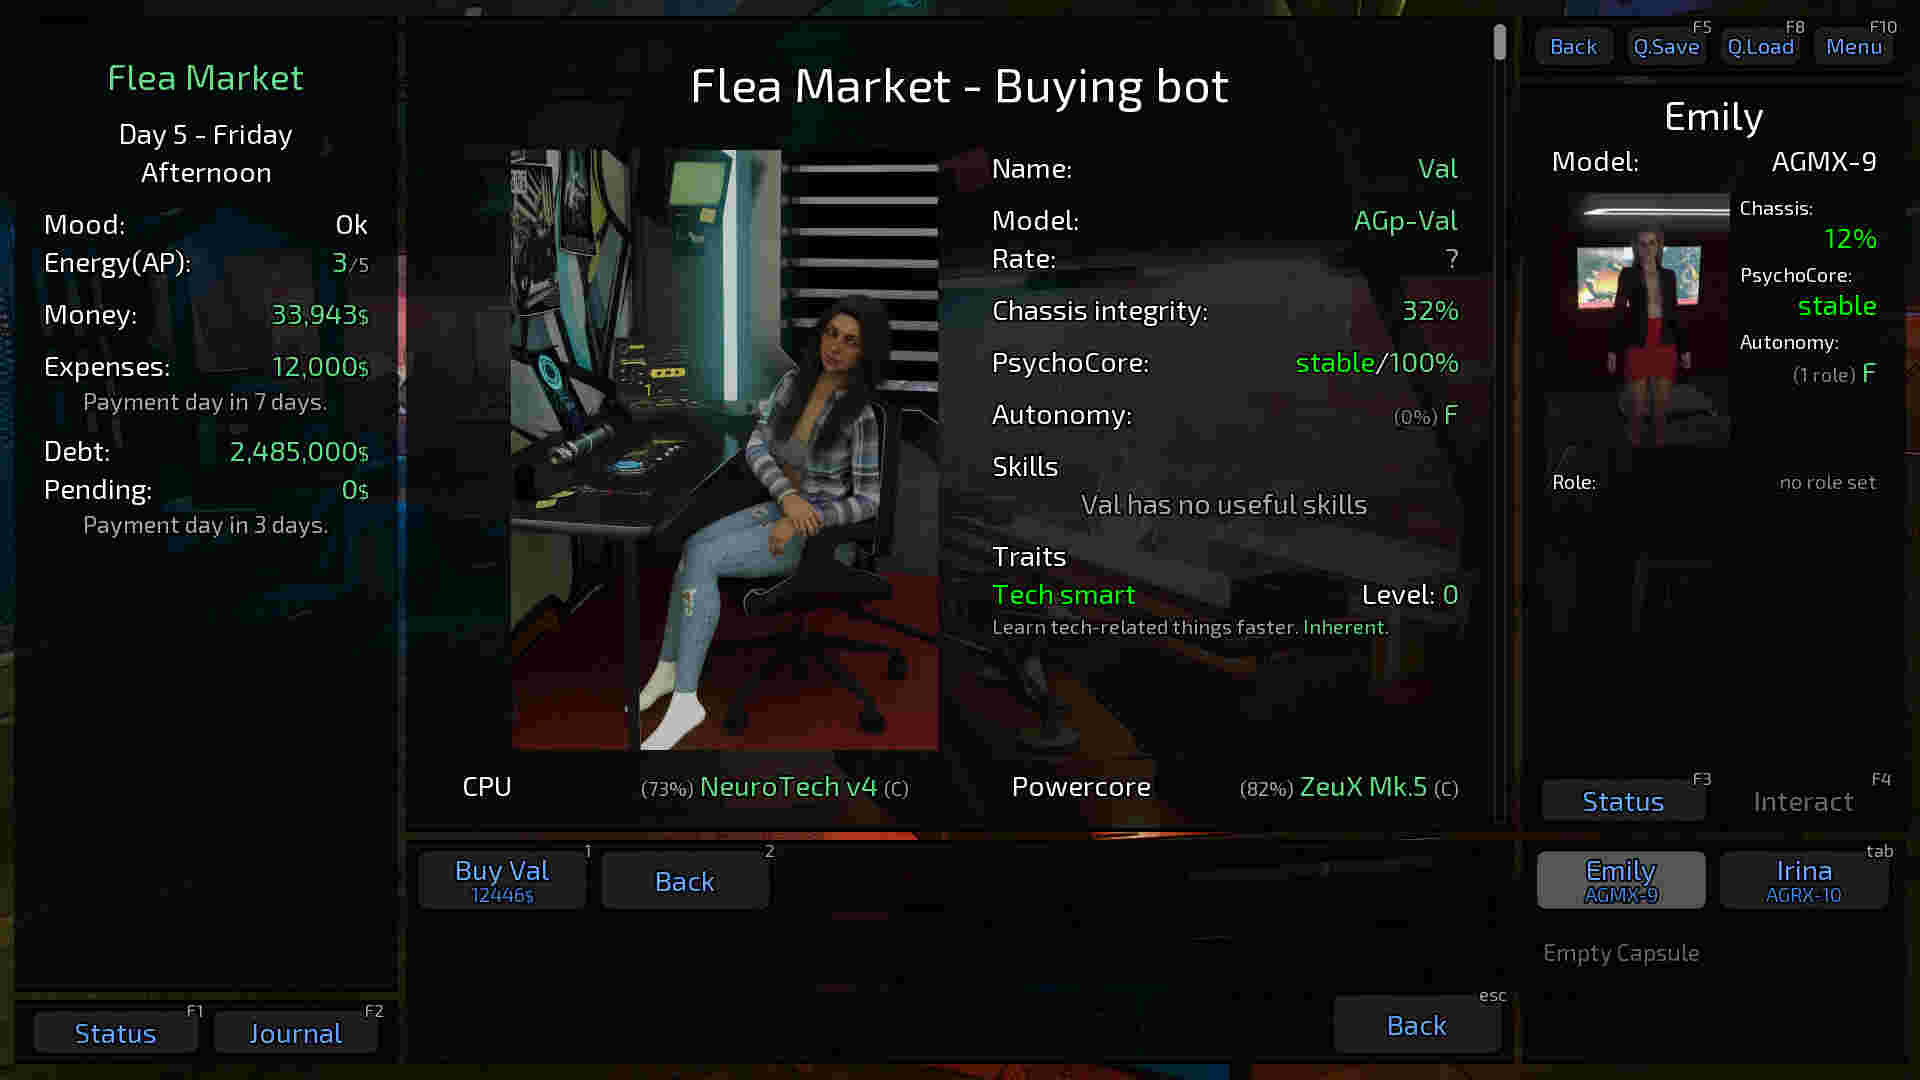 Flea Market
Day 5 - Friday
Afternoon
Mood: Ok
Energy(AP): 3/5
Money: 33,943$
Expenses: 12,000$
Payment day in 7 days.
Debt: 2,485,000$
Pending: 0$
Payment day in 3 days.
F1 F2
Status Journal
Flea Market - Buying bot
Name: Val
Model: AGp-Val
Rate: ?
Chassis integrity: 32%
PsychoCore: stable/100%
Autonomy: (0%) F
Skills
Val has no useful skills
Traits
Tech smart Level: 0
Learn tech-related things faster. Inherent.
CPU (73%) NeuroTech v4 (C)
Powercore (82%) ZeuX Mk.5 (C)
1
Buy Val
12446$
2
Back
esc
Back
F5 F8 F10
Back Q.Save Q.Load Menu
Emily
Model: AGMX-9
Chassis:
12%
PsychoCore:
stable
Autonomy:
(1 role) F
Role: no role set
F3 F4
Status Interact
tab
Emily Irina
AGMX-9 AGRX-10
Empty Capsule